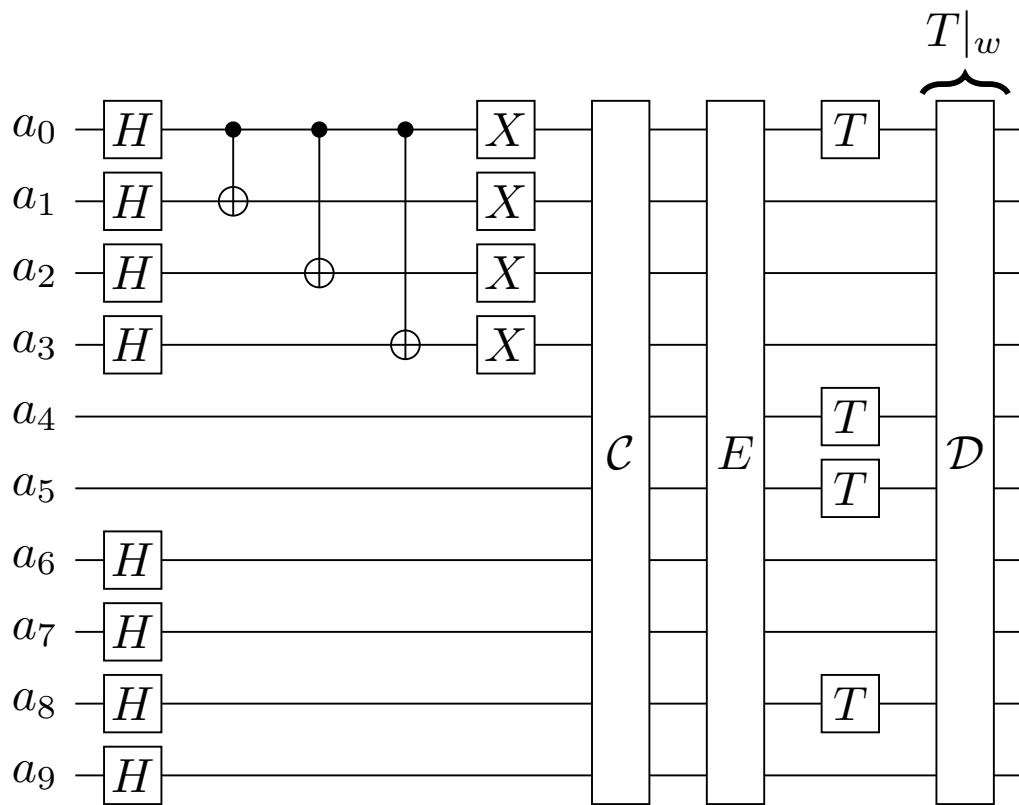 T|w
a0 H X T
a1 H X
a2 H X
a3 H X
a4 T
C E D
a5 T
a6 H
a7 H
a8 H T
a9 H